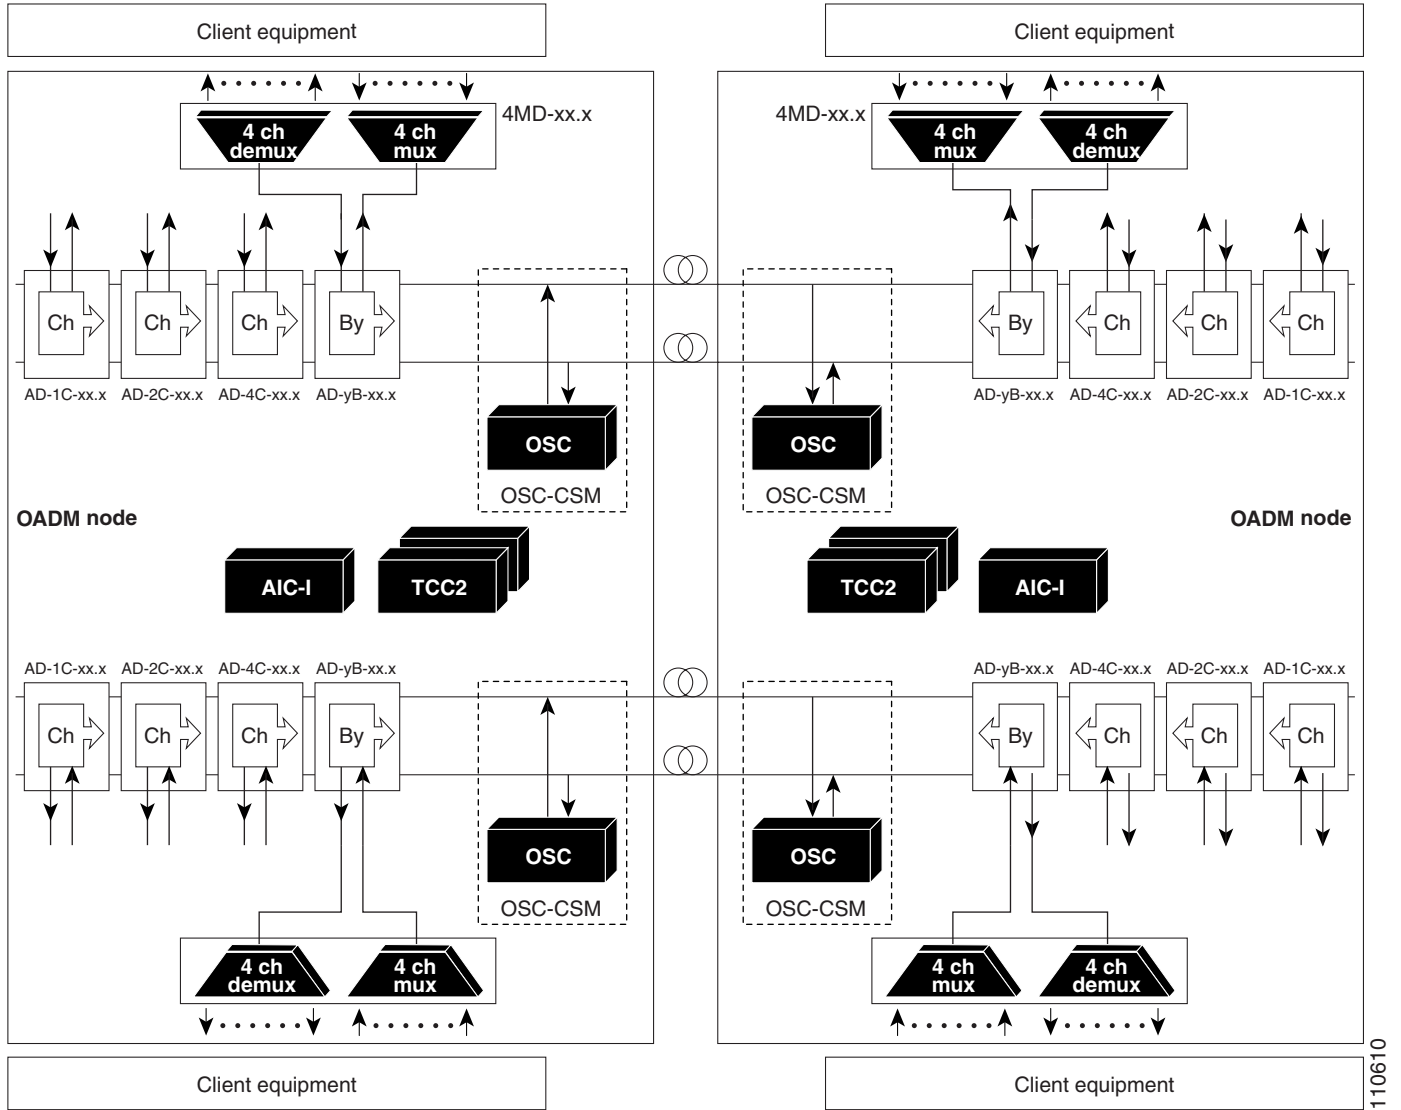 Client equipment
Client equipment
4 ch
demux
4 ch
mux
4MD-xx.x
4MD-xx.x
4 ch
mux
4 ch
demux
Ch
Ch
Ch
By
By
Ch
Ch
Ch
AD-1C-xx.x
AD-2C-xx.x
AD-4C-xx.x
AD-yB-xx.x
AD-yB-xx.x
AD-4C-xx.x
AD-2C-xx.x
AD-1C-xx.x
OSC
OSC
OSC-CSM
OSC-CSM
OADM node
OADM node
AIC-I
TCC2
TCC2
AIC-I
AD-1C-xx.x
AD-2C-xx.x
AD-4C-xx.x
AD-yB-xx.x
AD-yB-xx.x
AD-4C-xx.x
AD-2C-xx.x
AD-1C-xx.x
Ch
Ch
Ch
By
By
Ch
Ch
Ch
OSC
OSC
OSC-CSM
OSC-CSM
4 ch
demux
4 ch
mux
4 ch
mux
4 ch
demux
Client equipment
Client equipment
110610